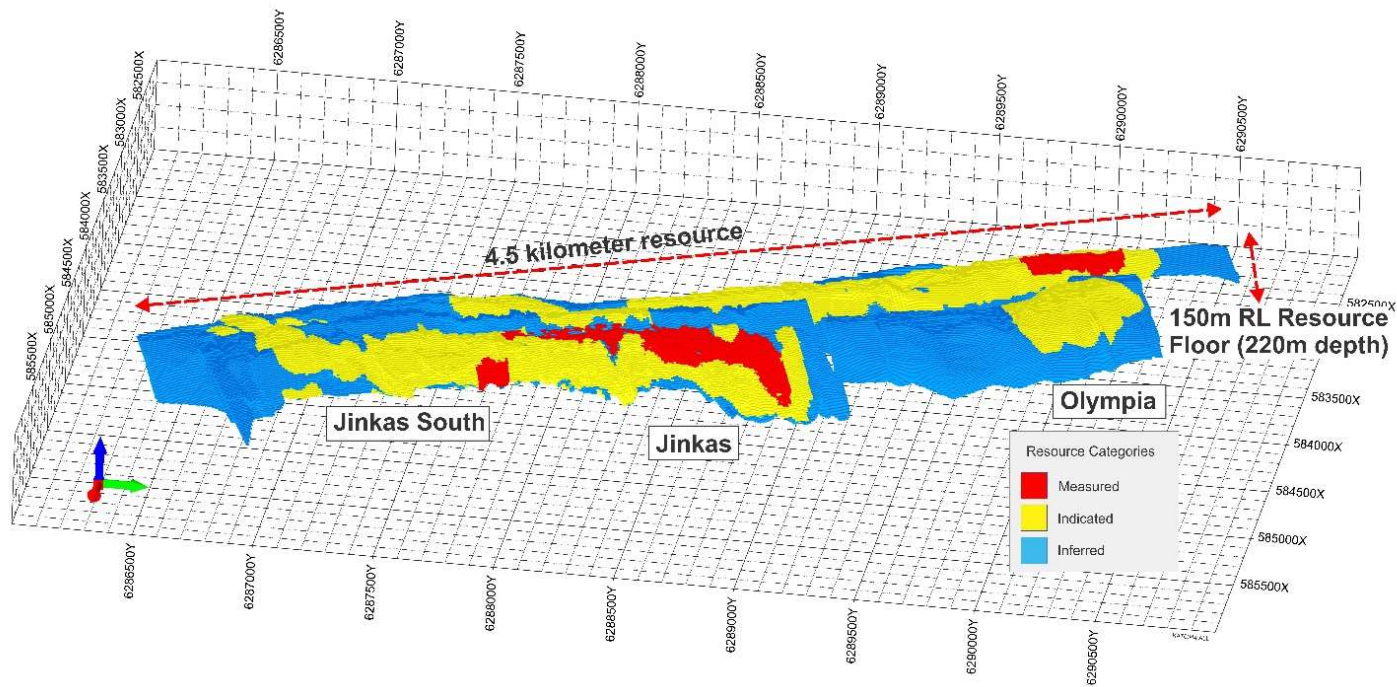 6286500Y
6287000Y
6287500Y
6288000Y
6288500Y
6289000Y
6289500Y
6290000Y
6290500Y
582500X
583000X
583500X
584000X
584500X
585000X
585500X
4.5 kilometer resource
582500X
150m RL Resource
Floor (220m depth)
583500X
584000X
584500X
585000X
585500X
Jinkas South
Jinkas
Olympia
Resource Categories
Measured
Indicated
Inferred
6286500Y
6287000Y
6287500Y
6288000Y
6288500Y
6289000Y
6289500Y
6290000Y
6290500Y